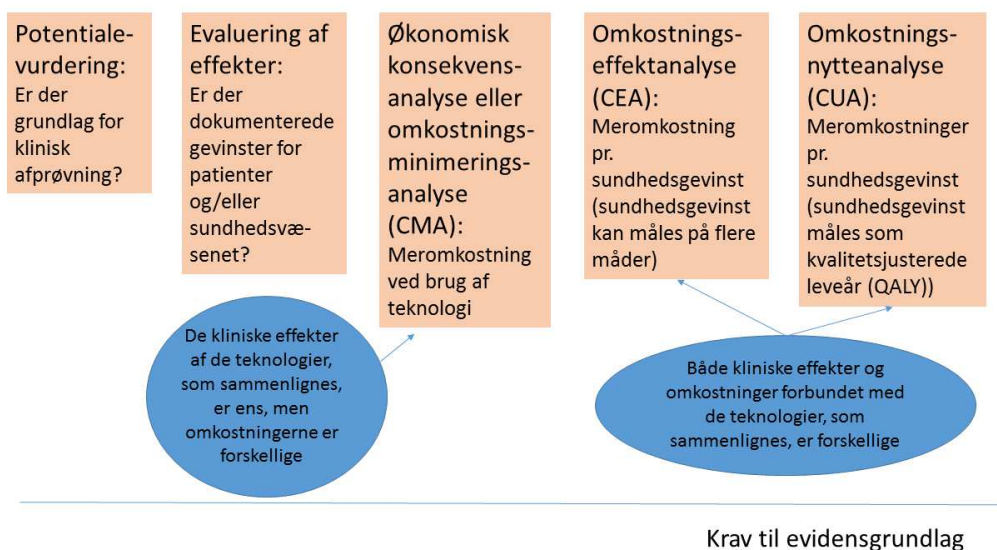 Potentiale-
vurdering:
Er der
grundlag for
klinisk
afprøvning?
Evaluering af
effekter:
Er der
dokumenterede
gevinster for
patienter
og/eller
sundhedsvæ-
senet?
Økonomisk
konsekvens-
analyse eller
omkostnings-
minimerings-
analyse
(CMA):
Meromkostning
ved brug af
teknologi
Omkostnings-
effektanalyse
(CEA):
Meromkostning
pr.
sundhedsgevinst
(sundhedsgevinst
kan måles på flere
måder)
Omkostnings-
nytteanalyse
(CUA):
Meromkostninger
pr.
sundhedsgevinst
(sundhedsgevinst
måles som
kvalitetsjusterede
leveår (QALY))
De kliniske effekter
af de teknologier,
som sammenlignes,
er ens, men
omkostningerne er
forskellige
Både kliniske effekter og
omkostninger forbundet med
de teknologier, som
sammenlignes, er forskellige
Krav til evidensgrundlag